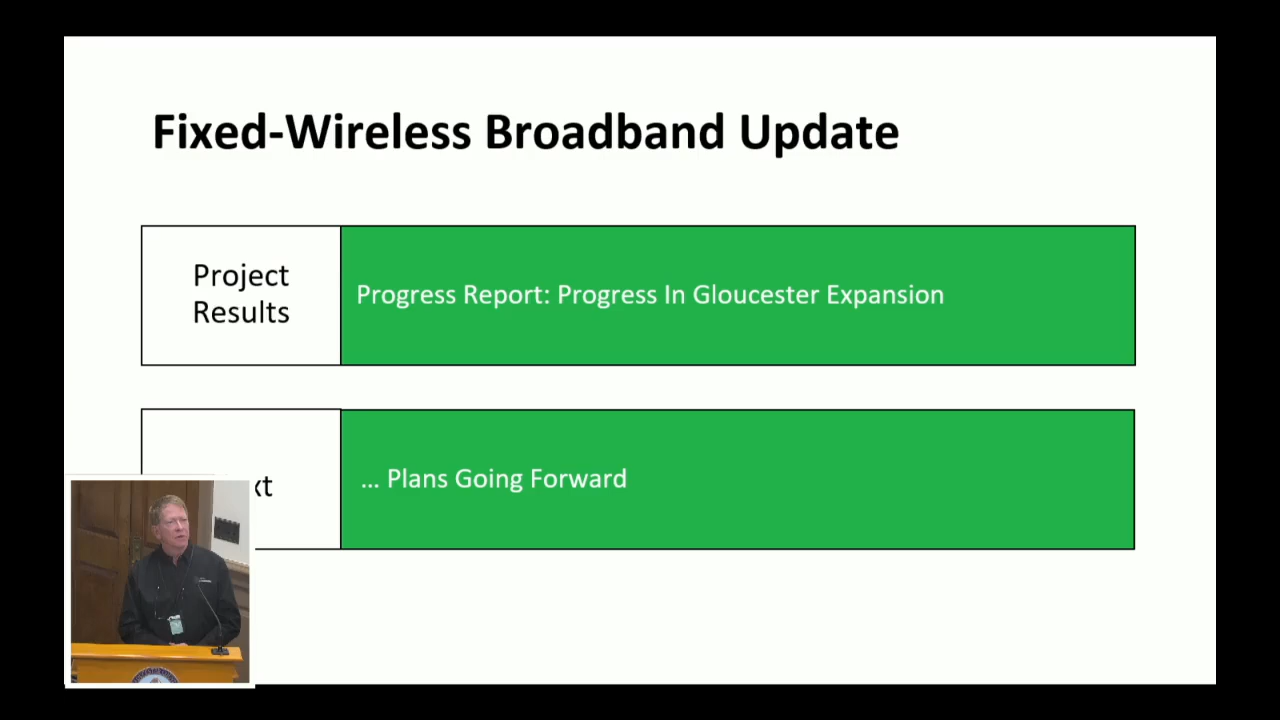 Fixed-Wireless Broadband Update
Project
Results
Progress Report: Progress In Gloucester Expansion
... Plans Going Forward